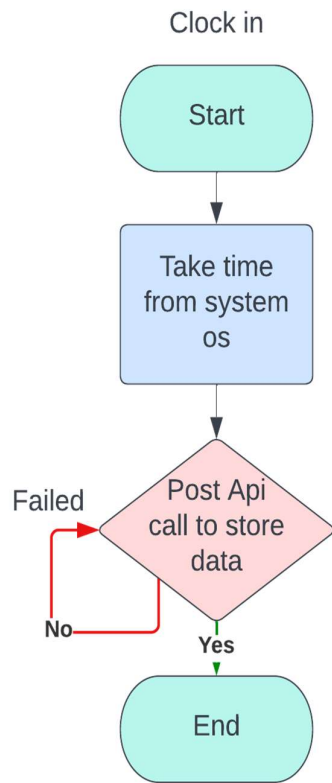 Clock in
Start
Take time
from system
os
Post Api
call to store
data
Failed
No
Yes
End